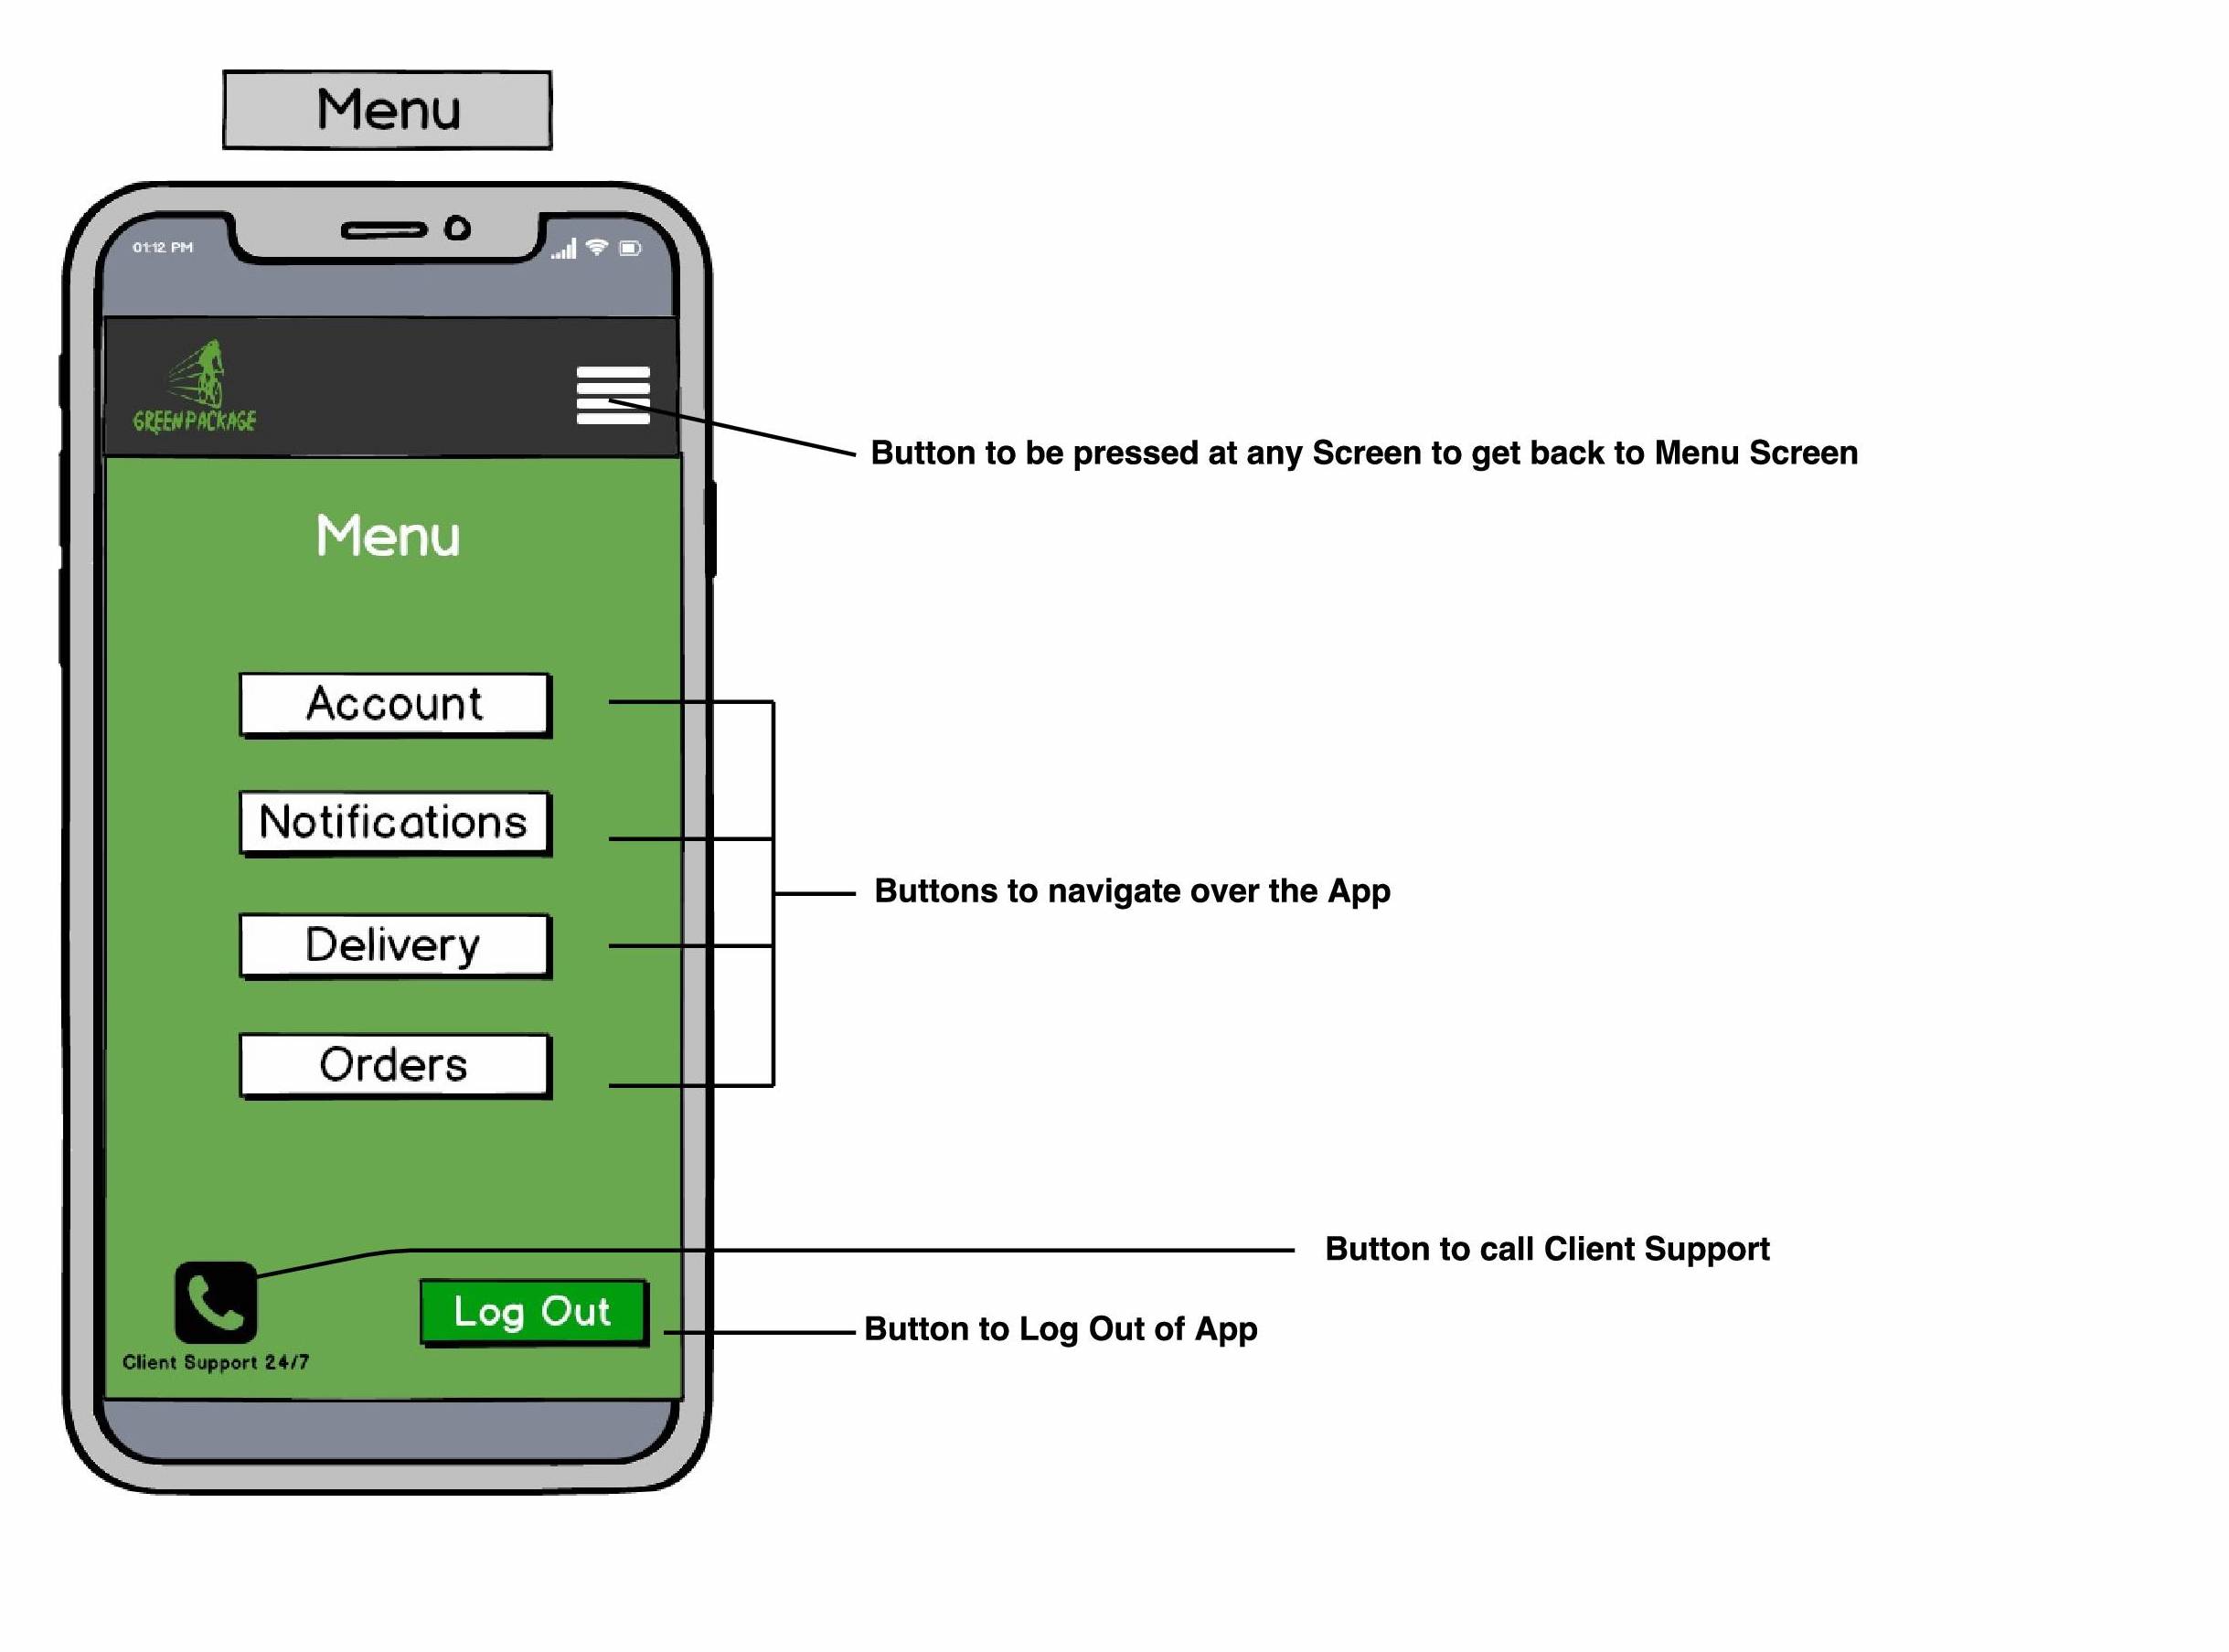 Menu
01:12 PM
GREEN PACKAGE
Button to be pressed at any Screen to get back to Menu Screen
Menu
Account
Notifications
Buttons to navigate over the App
Delivery
Orders
Button to call Client Support
Log Out
Button to Log Out of App
Client Support 24/7